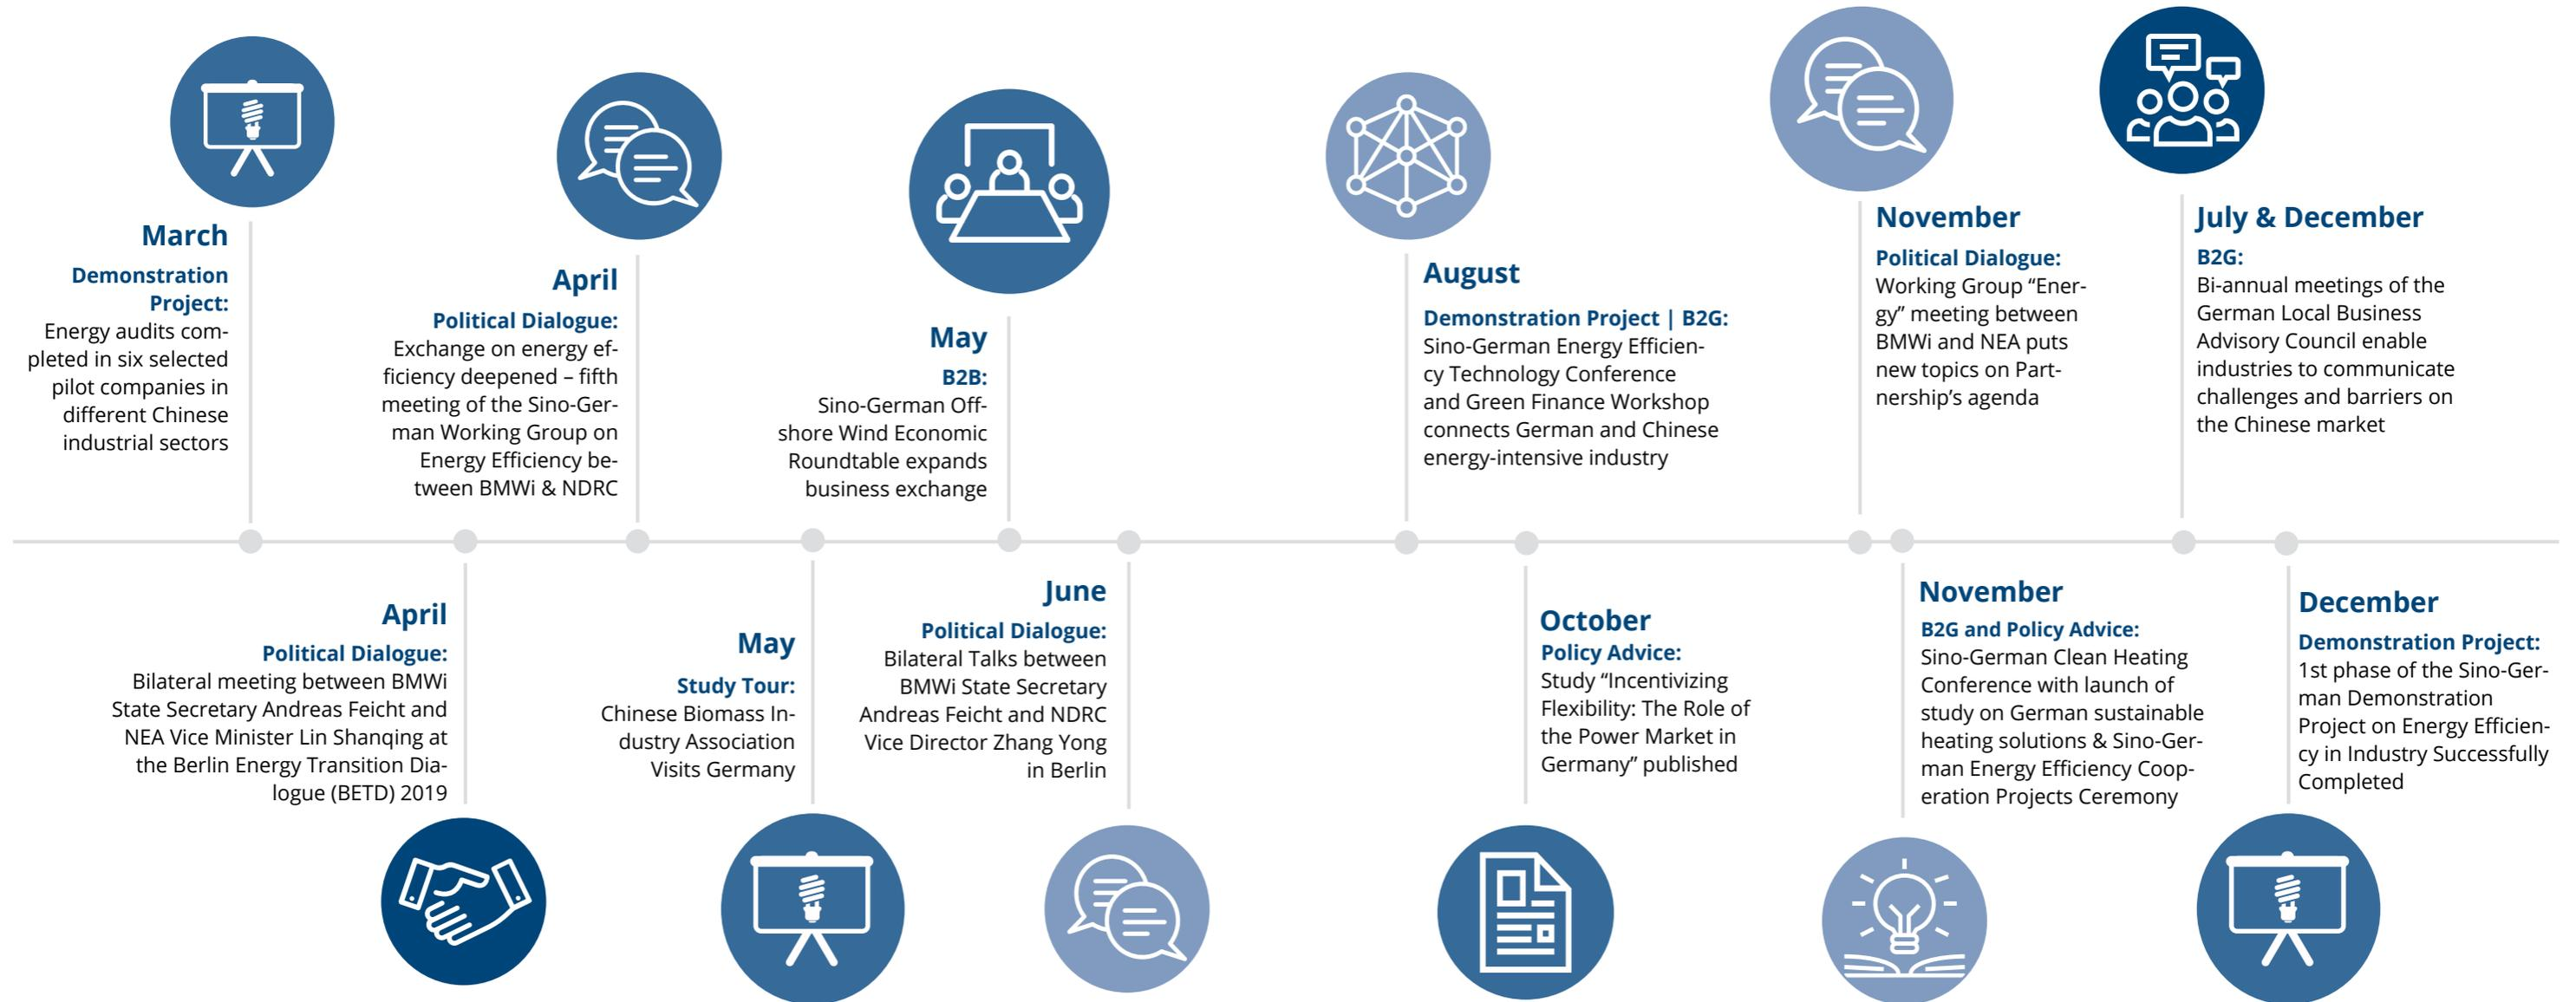 March
Demonstration
Project:
Energy audits com-
pleted in six selected
pilot companies in
different Chinese
industrial sectors
April
Political Dialogue:
Exchange on energy ef-
ficiency deepened – fifth
meeting of the Sino-Ger-
man Working Group on
Energy Efficiency be-
tween BMWi & NDRC
May
B2B:
Sino-German Off-
shore Wind Economic
Roundtable expands
business exchange
August
Demonstration Project | B2G:
Sino-German Energy Efficien-
cy Technology Conference
and Green Finance Workshop
connects German and Chinese
energy-intensive industry
November
Political Dialogue:
Working Group “Ener-
gy” meeting between
BMWi and NEA puts
new topics on Part-
nership’s agenda
July & December
B2G:
Bi-annual meetings of the
German Local Business
Advisory Council enable
industries to communicate
challenges and barriers on
the Chinese market
April
Political Dialogue:
Bilateral meeting between BMWi
State Secretary Andreas Feicht and
NEA Vice Minister Lin Shanqing at
the Berlin Energy Transition Dia-
logue (BETD) 2019
May
Study Tour:
Chinese Biomass In-
dustry Association
Visits Germany
June
Political Dialogue:
Bilateral Talks between
BMWi State Secretary
Andreas Feicht and NDRC
Vice Director Zhang Yong
in Berlin
October
Policy Advice:
Study “Incentivizing
Flexibility: The Role of
the Power Market in
Germany” published
November
B2G and Policy Advice:
Sino-German Clean Heating
Conference with launch of
study on German sustainable
heating solutions & Sino-Ger-
man Energy Efficiency Coop-
eration Projects Ceremony
December
Demonstration Project:
1st phase of the Sino-Ger-
man Demonstration
Project on Energy Efficien-
cy in Industry Successfully
Completed